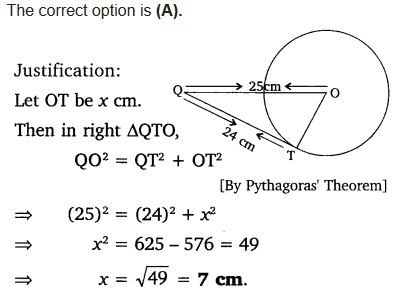 The correct option is (A).
Justification:
Let OT be x cm.
Then in right ΔQTO,
QO² = QT² + OT²
[By Pythagoras' Theorem]
⇒ (25)² = (24)² + x²
⇒ x² = 625 – 576 = 49
⇒ x = √49 = 7 cm.
Q 25cm O
24 cm
T